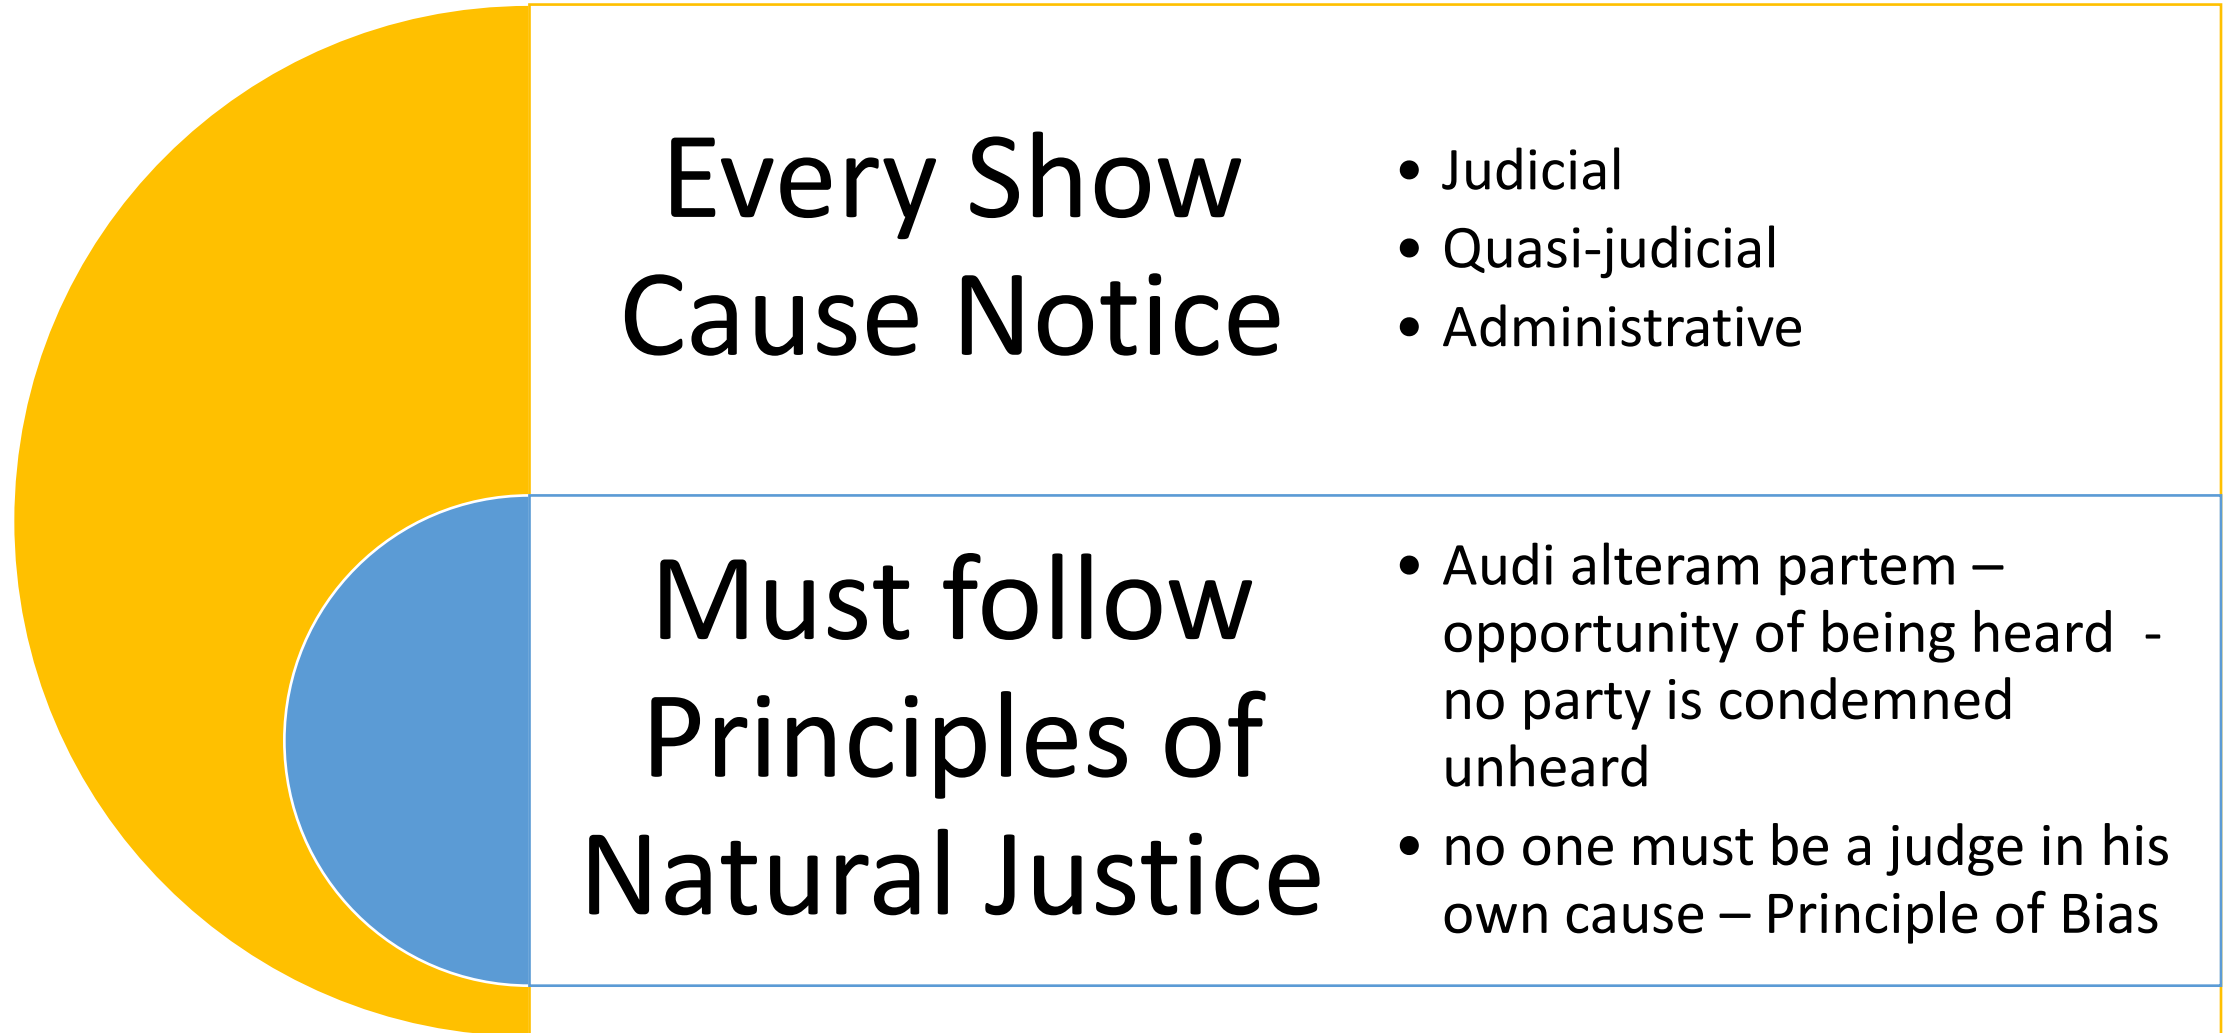 Every Show
Cause Notice
• Judicial
• Quasi-judicial
• Administrative
Must follow
Principles of
Natural Justice
• Audi alteram partem –
opportunity of being heard  -
no party is condemned
unheard
• no one must be a judge in his
own cause – Principle of Bias